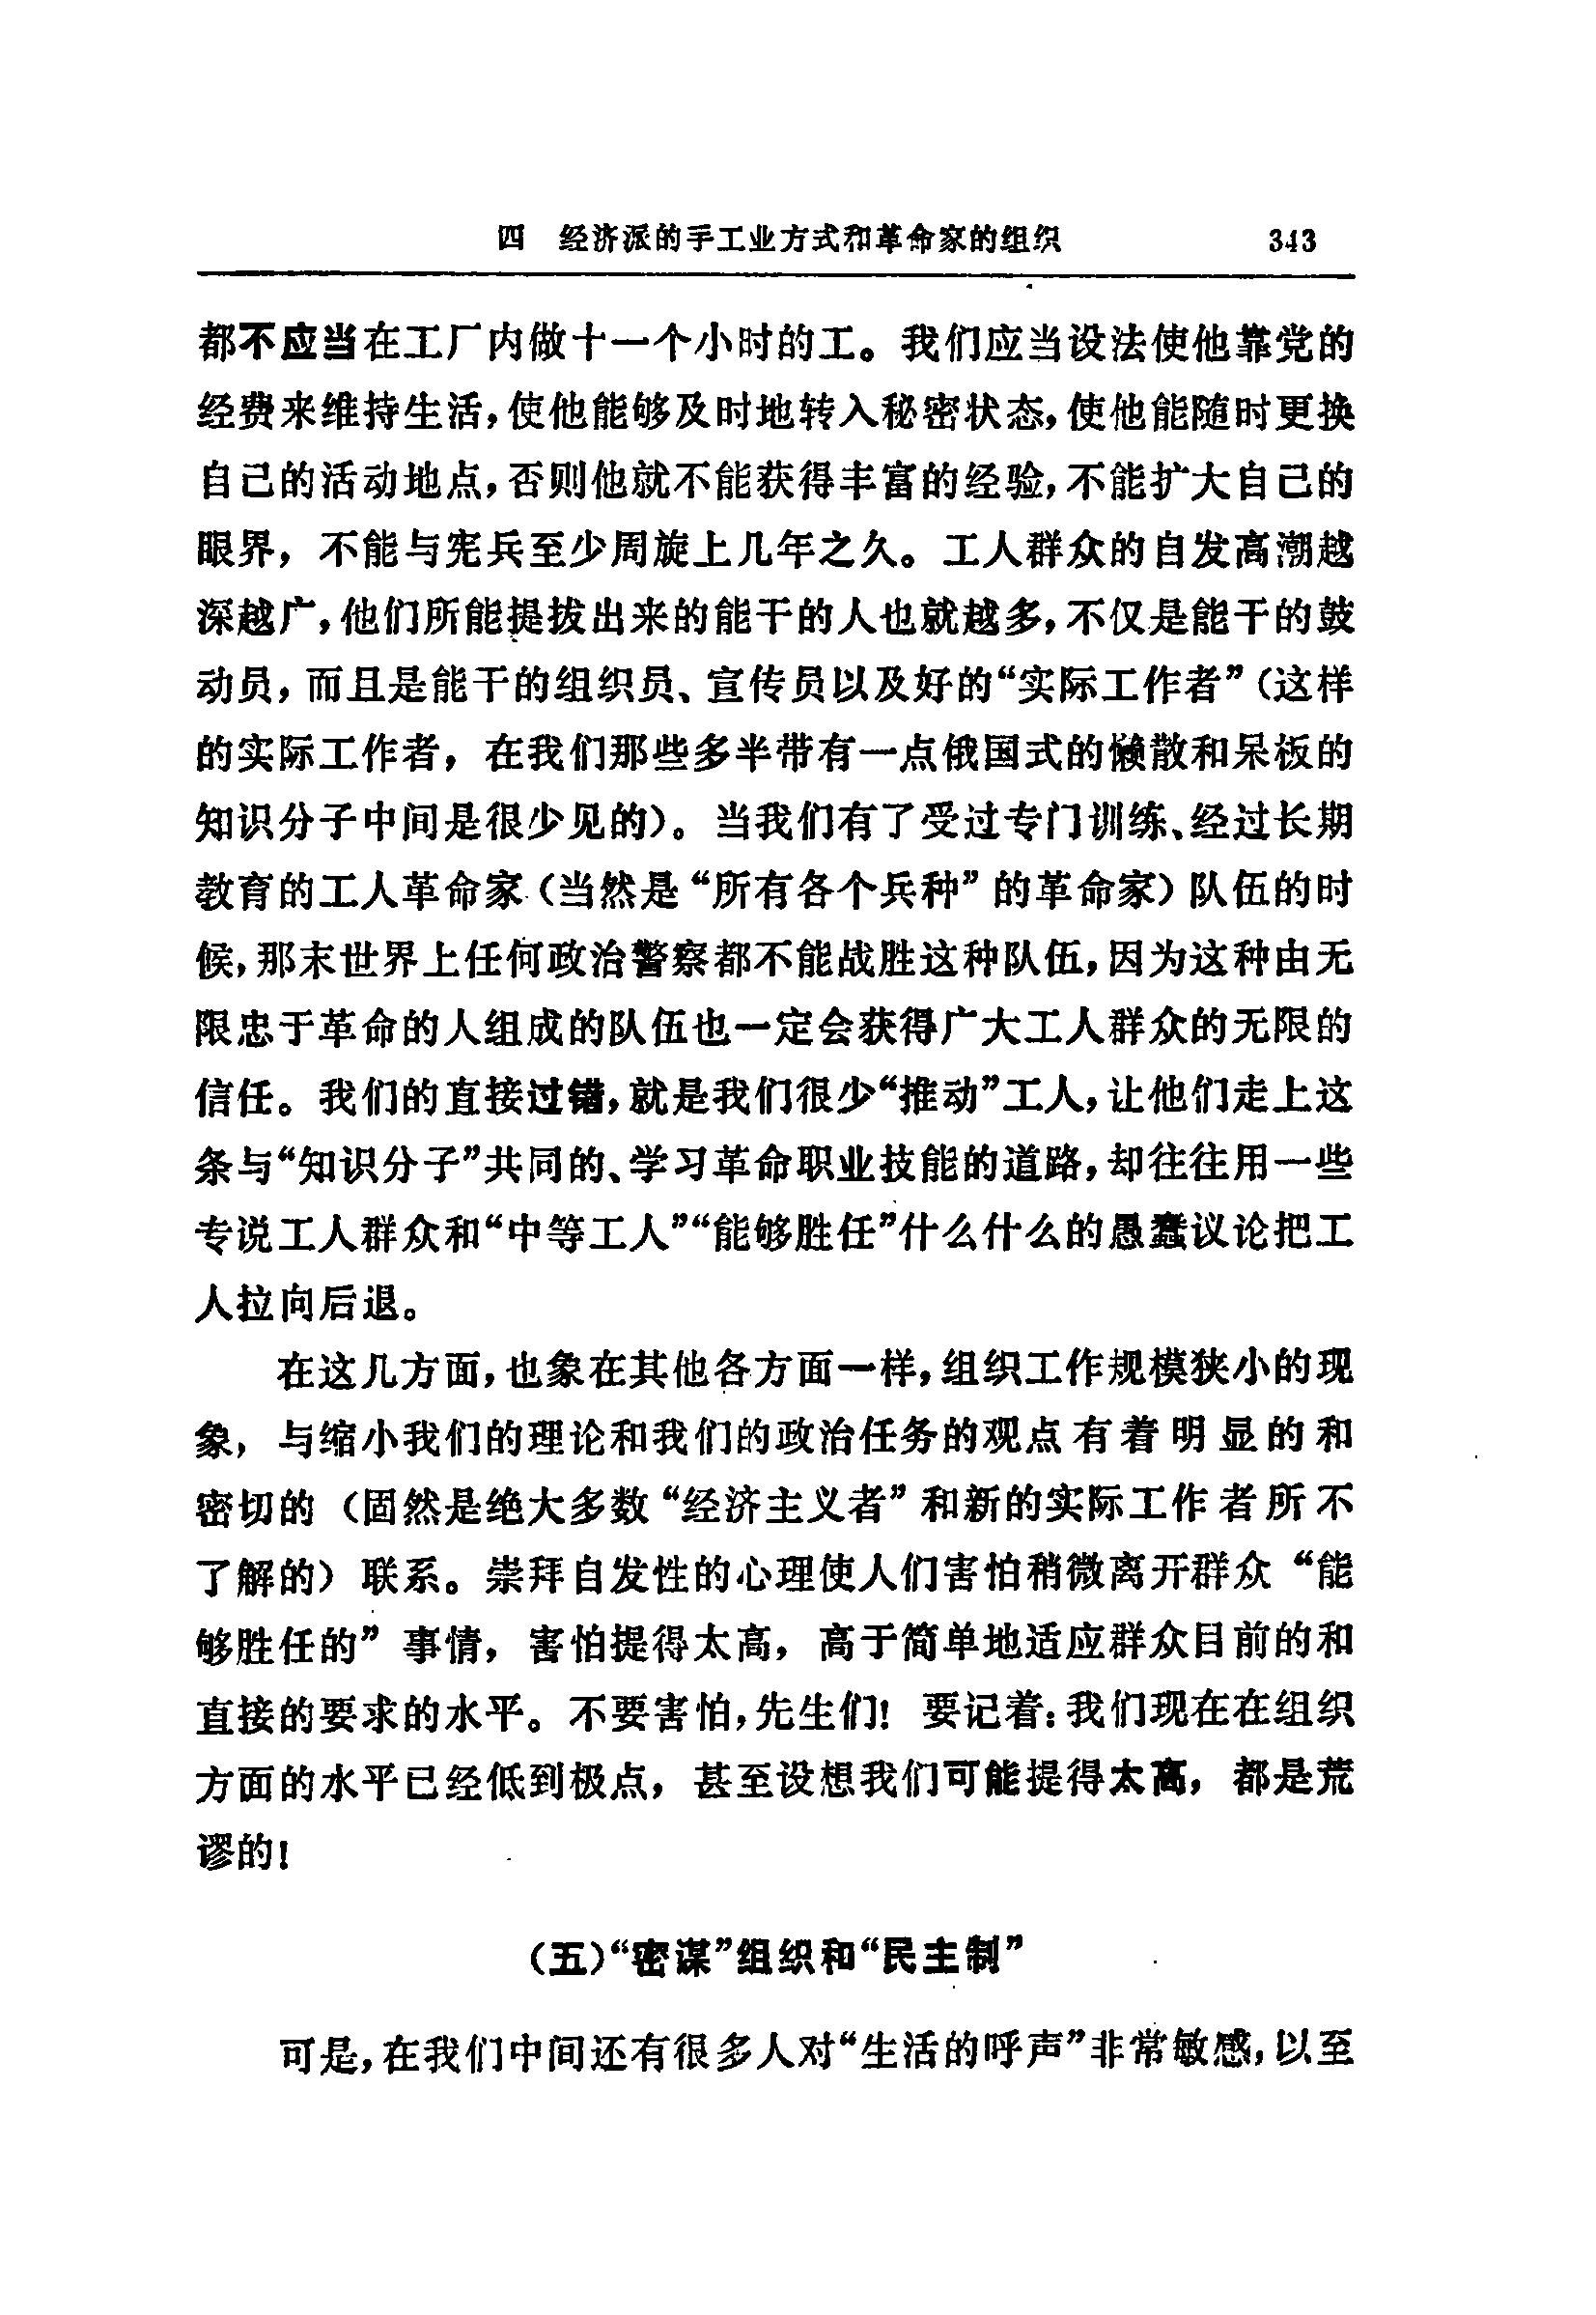 四 经济派的手工业方式和革命家的组织 343
都不应当在工厂内做十一个小时的工。我们应当设法使他靠党的
经费来维持生活，使他能够及时地转入秘密状态，使他能随时更换
自己的活动地点，否则他就不能获得丰富的经验，不能扩大自己的
眼界，不能与宪兵至少周旋上几年之久。工人群众的自发高潮越
深越广，他们所能提拔出来的能干的人也就越多，不仅是能干的鼓
动员，而且是能干的组织员、宣传员以及好的“实际工作者”（这样
的实际工作者，在我们那些多半带有一点俄国式的懒散和呆板的
知识分子中间是很少见的）。当我们有了受过专门训练、经过长期
教育的工人革命家（当然是“所有各个兵种”的革命家）队伍的时
候，那末世界上任何政治警察都不能战胜这种队伍，因为这种由无
限忠于革命的人组成的队伍也一定会获得广大工人群众的无限的
信任。我们的直接过错，就是我们很少“推动”工人，让他们走上这
条与“知识分子”共同的、学习革命职业技能的道路，却往往用一些
专说工人群众和“中等工人”“能够胜任”什么什么的愚蠢议论把工
人拉向后退。
在这几方面，也象在其他各方面一样，组织工作规模狭小的现
象，与缩小我们的理论和我们的政治任务的观点有着明显的和
密切的（固然是绝大多数“经济主义者”和新的实际工作者所不
了解的）联系。崇拜自发性的心理使人们害怕稍微离开群众“能
够胜任的”事情，害怕提得太高，高于简单地适应群众目前的和
直接的要求的水平。不要害怕，先生们！要记着：我们现在在组织
方面的水平已经低到极点，甚至设想我们可能提得太高，都是荒
谬的！
（五）“密谋”组织和“民主制”
可是，在我们中间还有很多人对“生活的呼声”非常敏感，以至